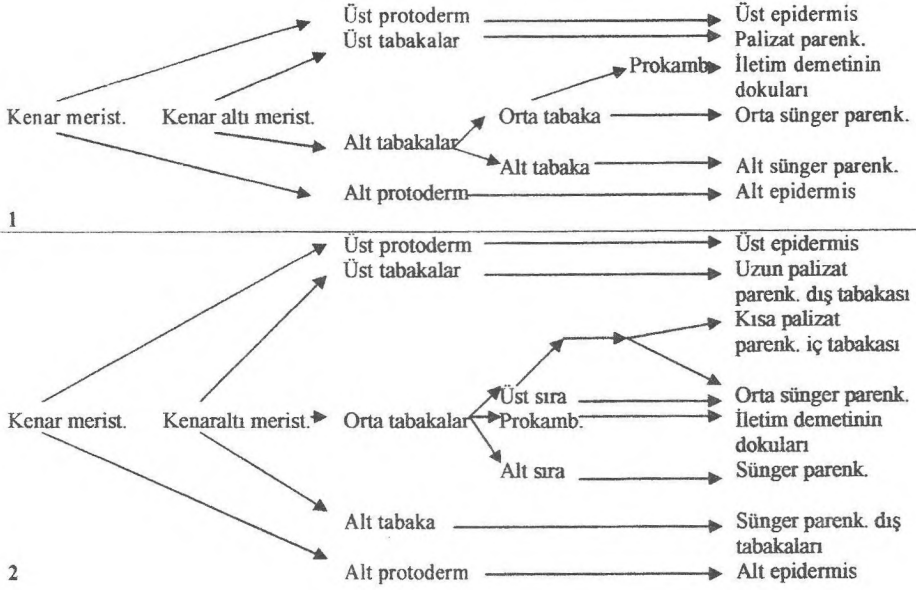 Üst protoderm Üst epidermis
Üst tabakalar Palizat parenk.
Prokamb. İletim demetinin
dokuları
Kenar merist. Kenar altı merist. Orta tabaka Orta sünger parenk.
Alt tabakalar
Alt tabaka Alt sünger parenk.
Alt protoderm Alt epidermis
1
Üst protoderm Üst epidermis
Üst tabakalar Uzun palizat
parenk. dış tabakası
Kısa palizat
parenk. iç tabakası
Üst sıra Orta sünger parenk.
Kenar merist. Kenaraltı merist. Orta tabakalar Prokamb. İletim demetinin
dokuları
Alt sıra Sünger parenk.
Alt tabaka Sünger parenk. dış
tabakaları
2 Alt protoderm Alt epidermis